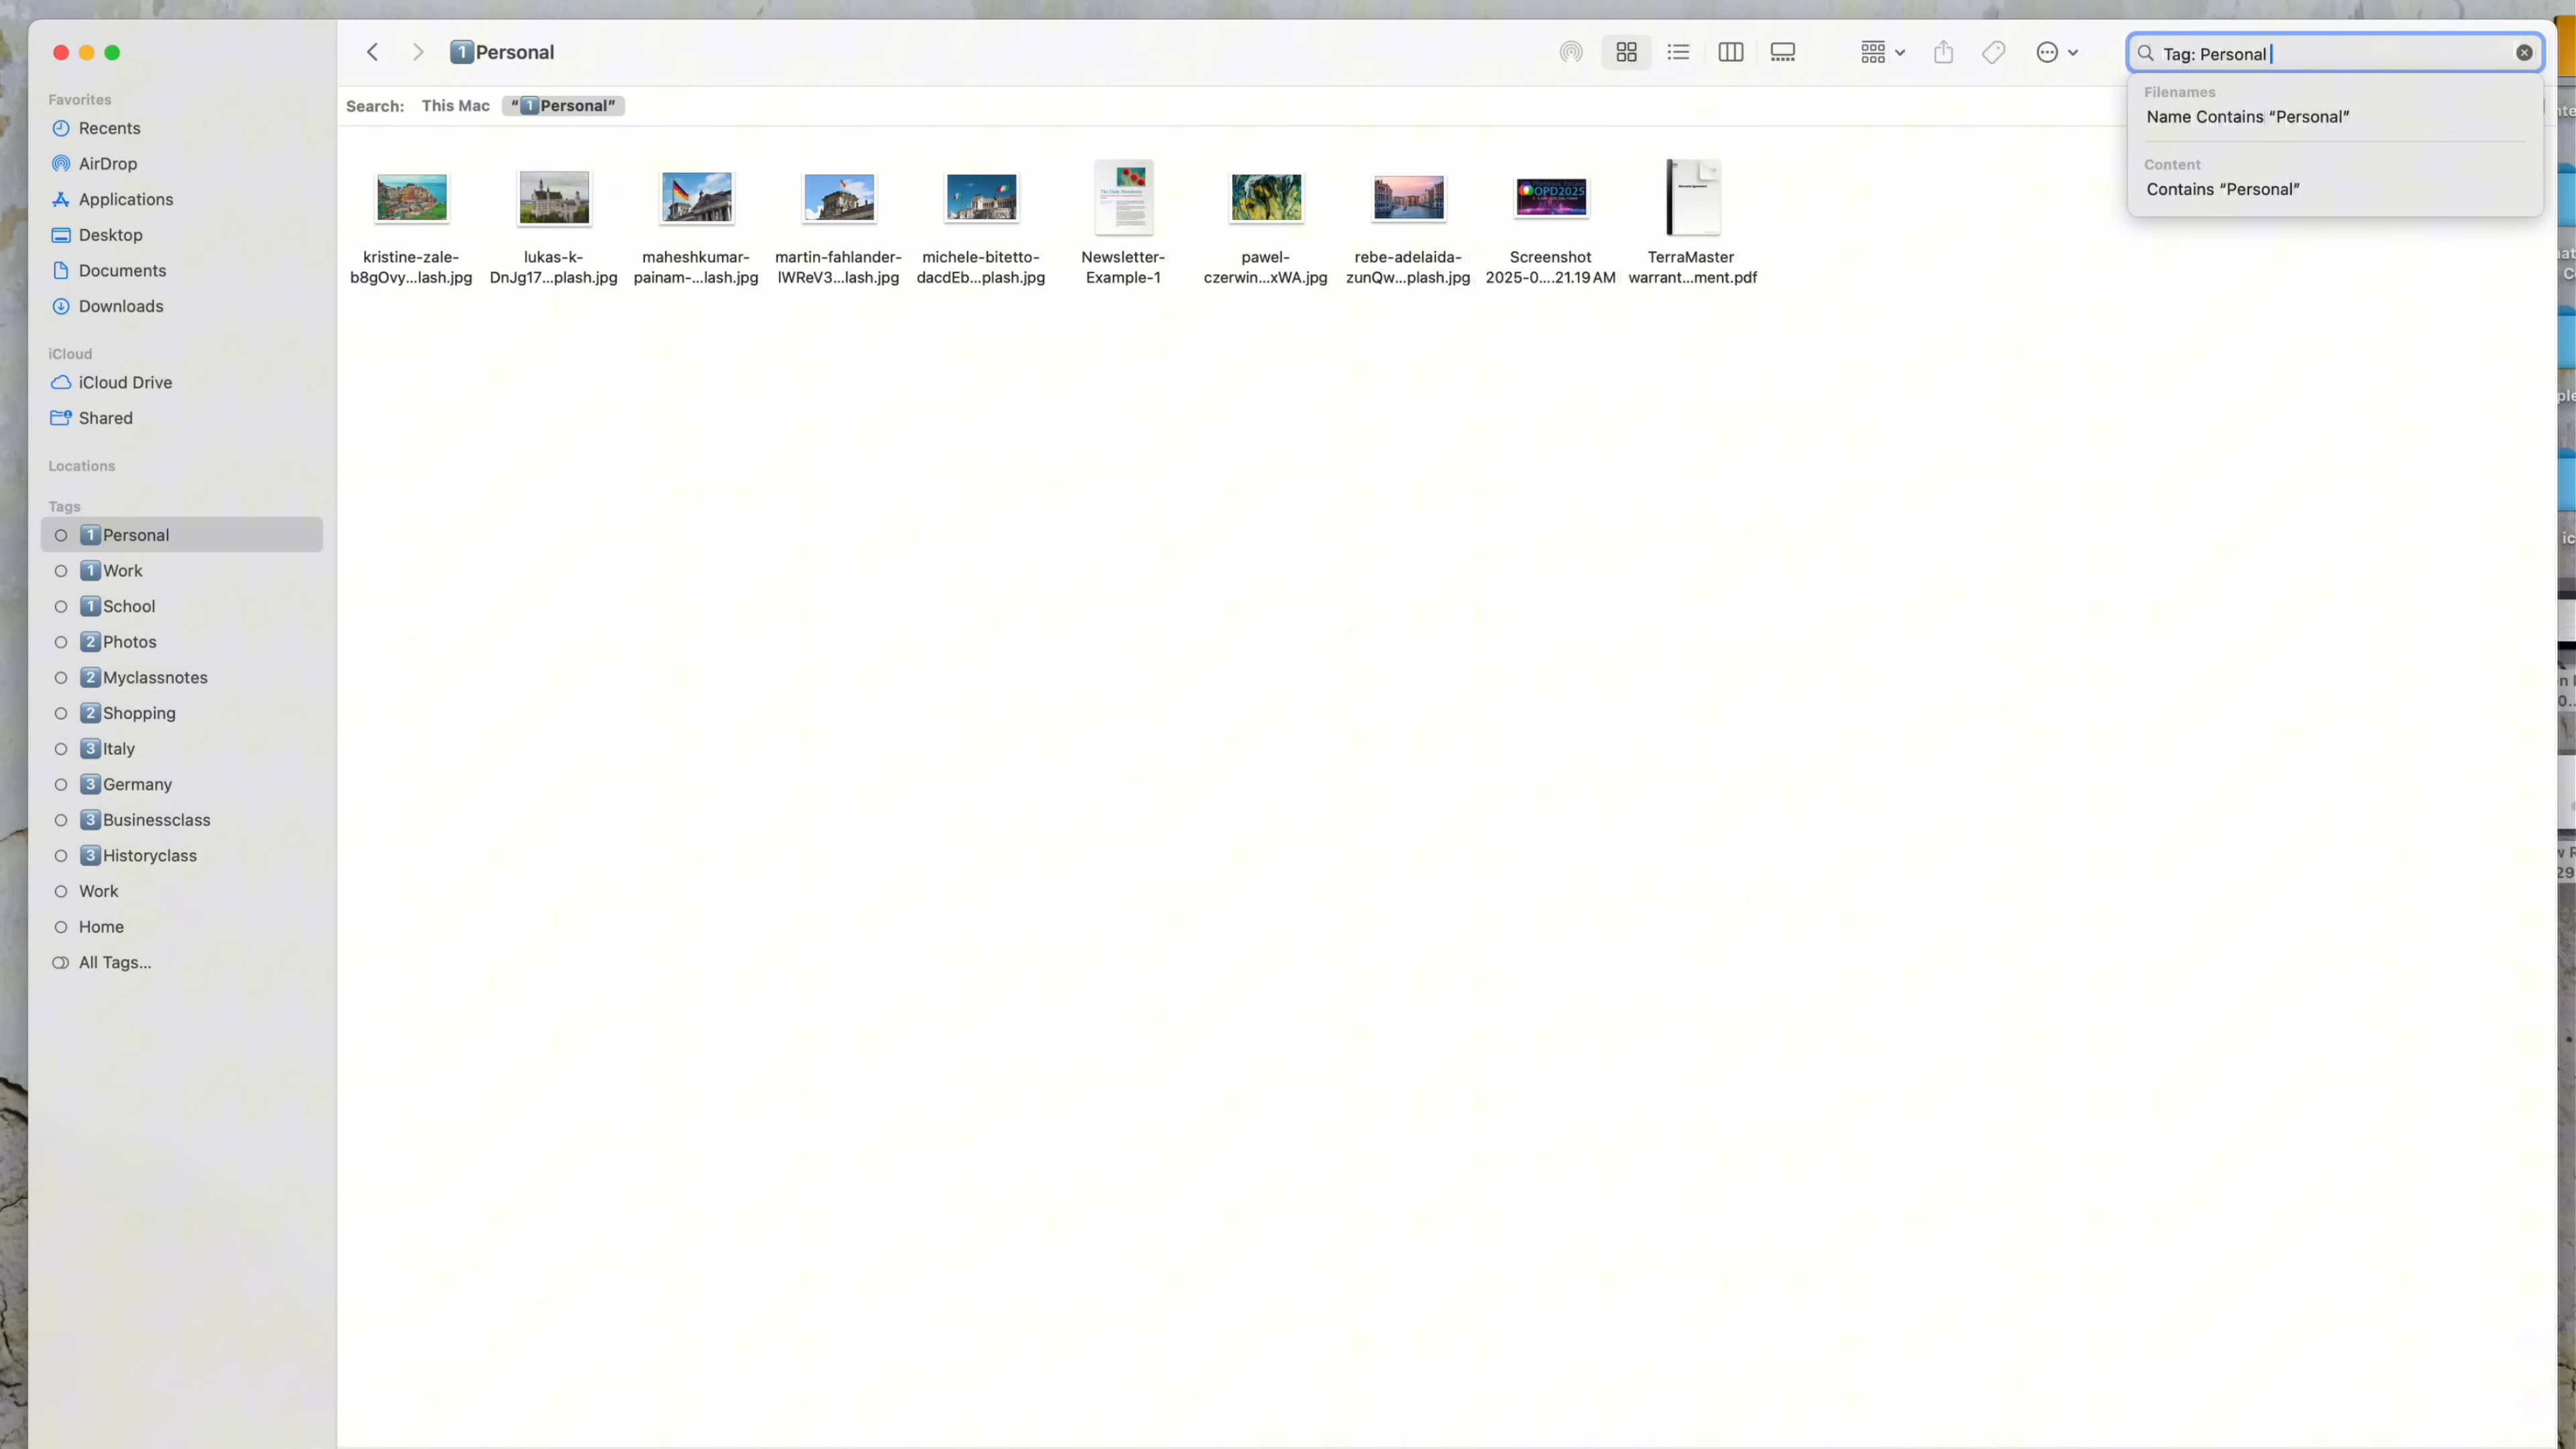 1 Personal
Tag: Personal
Favorites
Recents
AirDrop
Applications
Desktop
Documents
Downloads
iCloud
iCloud Drive
Shared
Locations
Tags
1 Personal
1 Work
1 School
2 Photos
2 Myclassnotes
2 Shopping
3 Italy
3 Germany
3 Businessclass
3 Historyclass
Work
Home
All Tags...
Search: This Mac “1 Personal”
kristine-zale-
b8gOvy...lash.jpg
lukas-k-
DnJg17...plash.jpg
maheshkumar-
painam-...lash.jpg
martin-fahlander-
lWReV3...lash.jpg
michele-bitetto-
dacdEb...plash.jpg
The Daily Newsletter
Newsletter-
Example-1
pawel-
czerwin...xWA.jpg
rebe-adelaida-
zunQw...plash.jpg
OPD2025
Screenshot
2025-0....21.19 AM
TerraMaster
warrant...ment.pdf
Filenames
Name Contains “Personal”
Content
Contains “Personal”